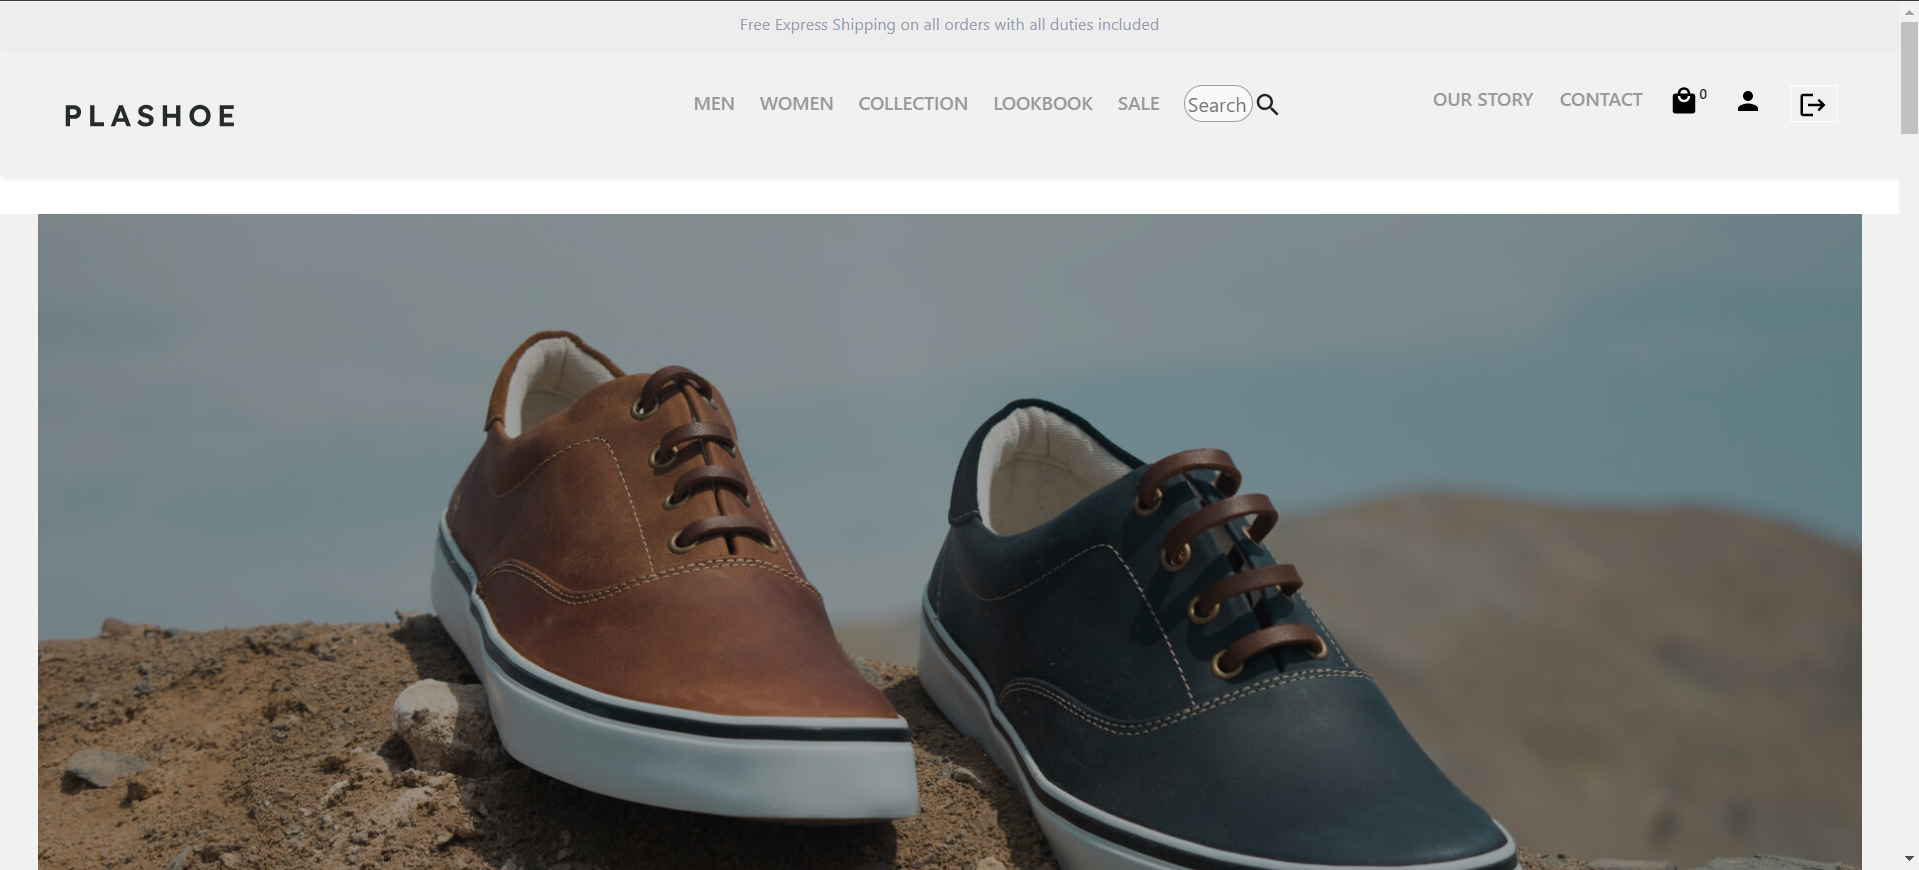 Free Express Shipping on all orders with all duties included
PLASHOE
MEN WOMEN COLLECTION LOOKBOOK SALE Search OUR STORY CONTACT 0